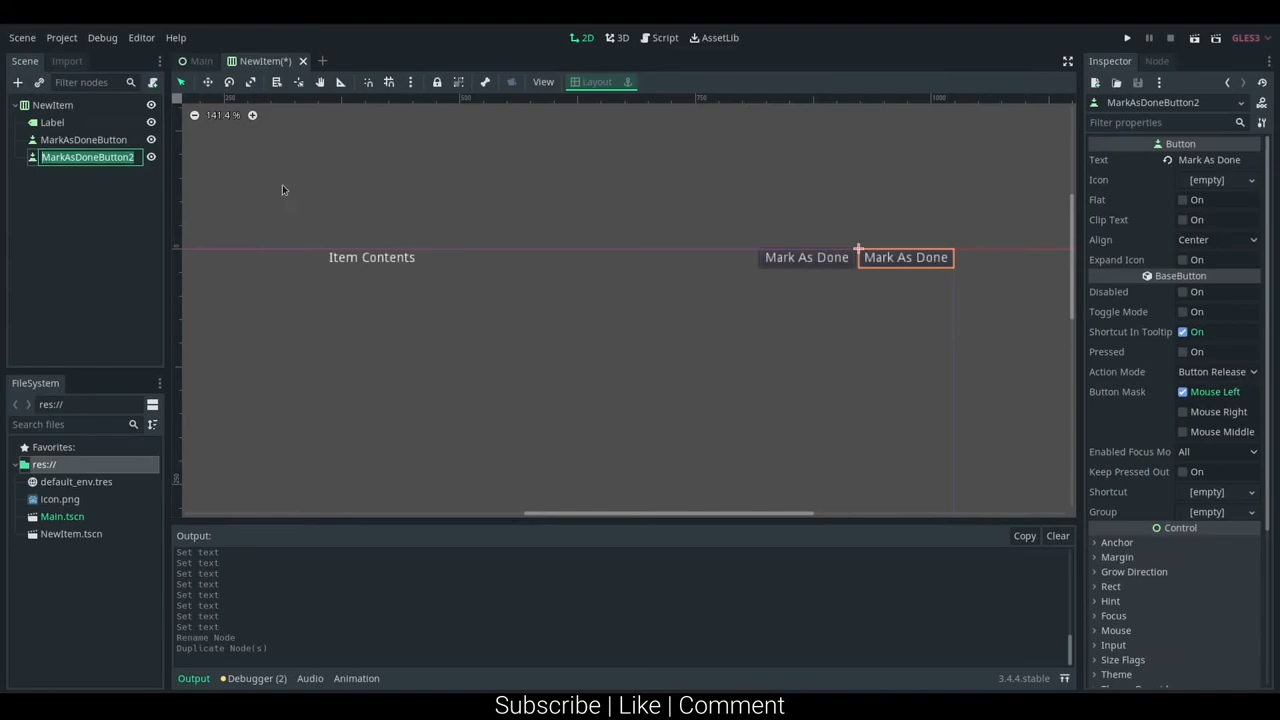 Scene Project Debug Editor Help
2D 3D Script AssetLib
GLES3
Scene Import
Main NewItem(*)
Inspector Node
Filter nodes
View Layout
MarkAsDoneButton2
Filter properties
NewItem
Label
MarkAsDoneButton
MarkAsDoneButton2
250 500 750 1000
141.4 %
0
250
Item Contents Mark As Done Mark As Done
Button
Text Mark As Done
Icon [empty]
Flat On
Clip Text On
Align Center
Expand Icon On
BaseButton
Disabled On
Toggle Mode On
Shortcut In Tooltip On
Pressed On
Action Mode Button Release
Button Mask Mouse Left
Mouse Right
Mouse Middle
Enabled Focus Mo All
Keep Pressed Out On
Shortcut [empty]
Group [empty]
Control
Anchor
Margin
Grow Direction
Rect
Hint
Focus
Mouse
Input
Size Flags
Theme
FileSystem
res://
Search files
Favorites:
res://
default_env.tres
icon.png
Main.tscn
NewItem.tscn
Output: Copy Clear
Set text
Set text
Set text
Set text
Set text
Set text
Set text
Set text
Rename Node
Duplicate Node(s)
Output Debugger (2) Audio Animation 3.4.4.stable
Subscribe | Like | Comment